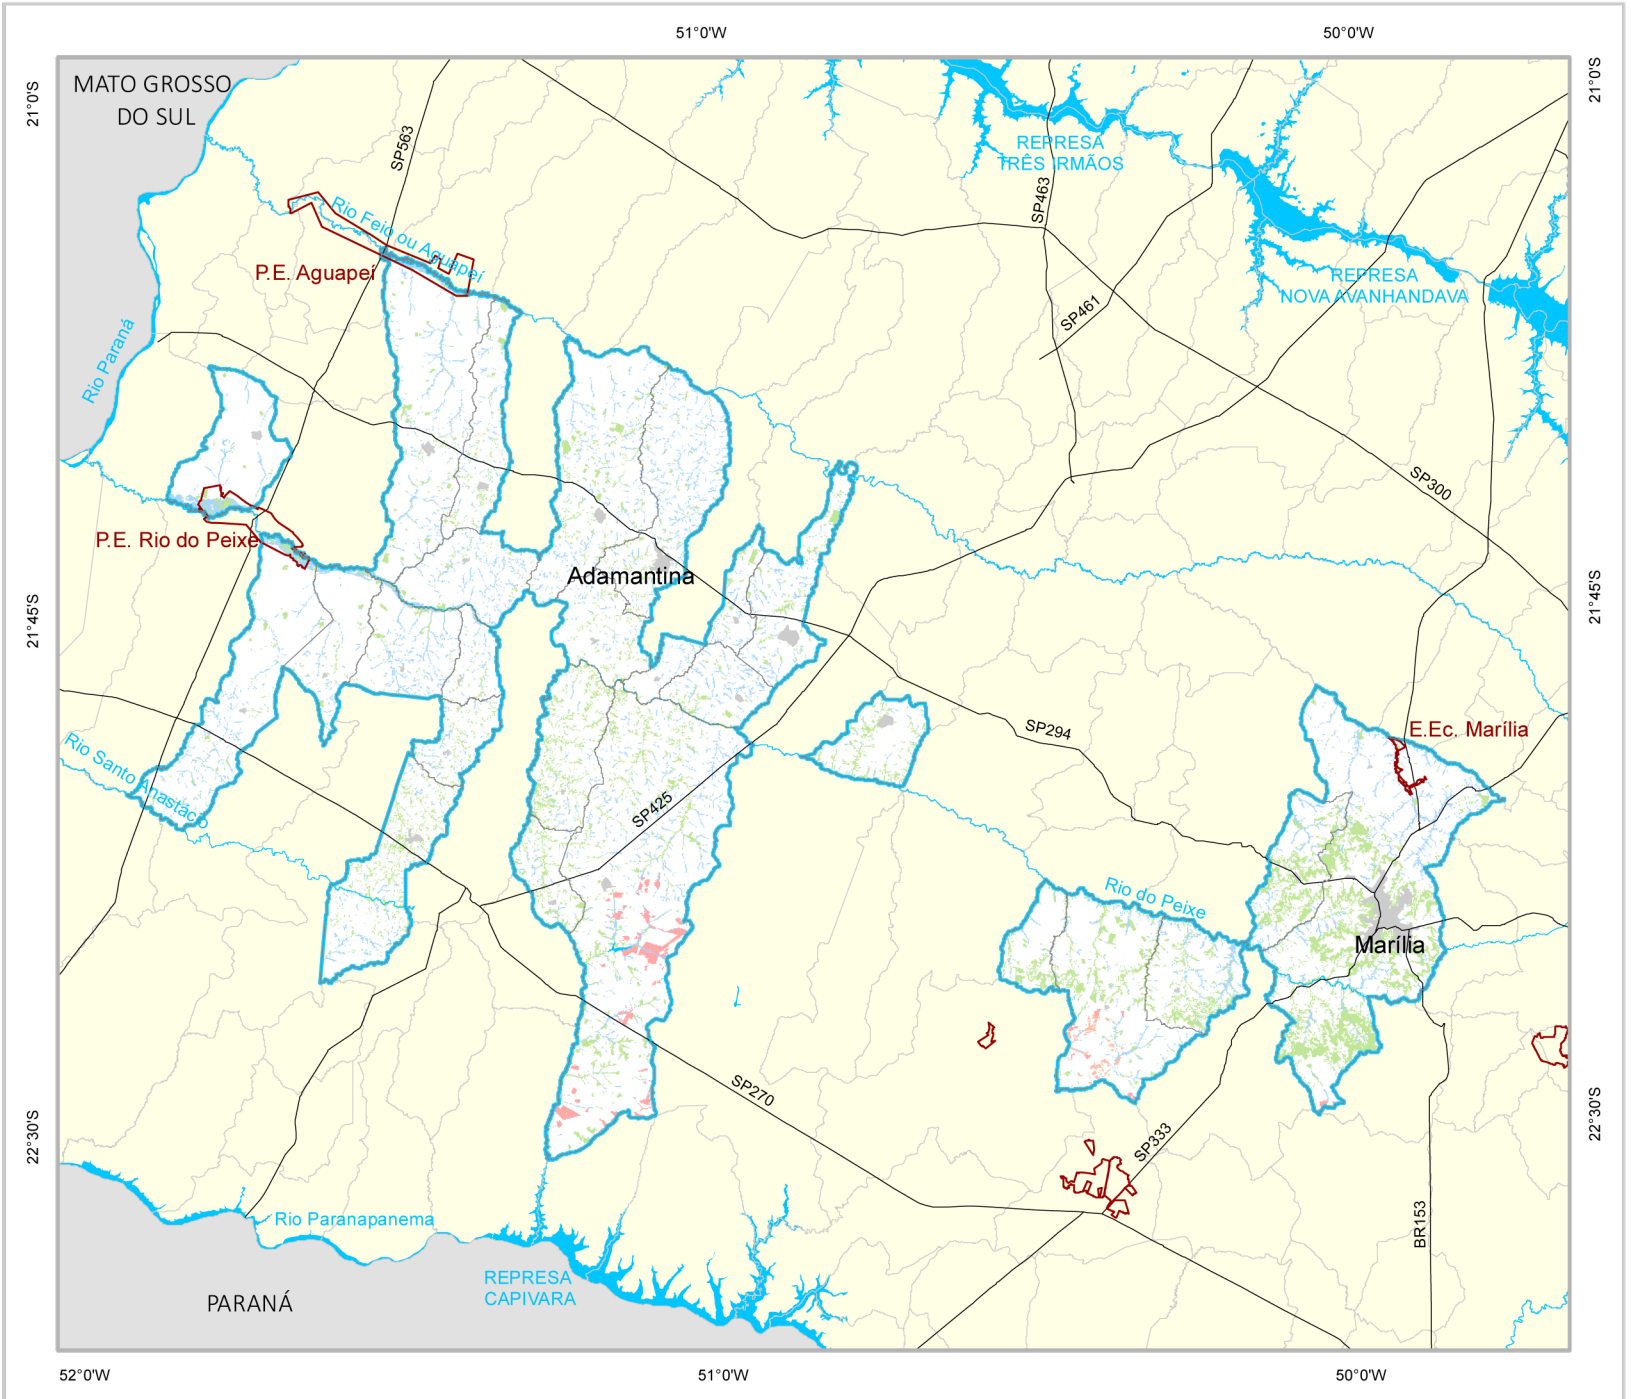 51°0'W
50°0'W
MATO GROSSO
DO SUL
21°0'S
21°0'S
SP563
REPRESA
TRÊS IRMÃOS
SP463
Rio Feio ou Aguapeí
P.E. Aguapeí
REPRESA
NOVA AVANHANDAVA
SP461
Rio Paraná
SP300
P.E. Rio do Peixe
Adamantina
21°45'S
21°45'S
SP294
E.Ec. Marília
Rio Santo Anastácio
SP425
Rio do Peixe
Marília
SP270
SP333
22°30'S
22°30'S
BR153
Rio Paranapanema
REPRESA
CAPIVARA
PARANÁ
52°0'W
51°0'W
50°0'W